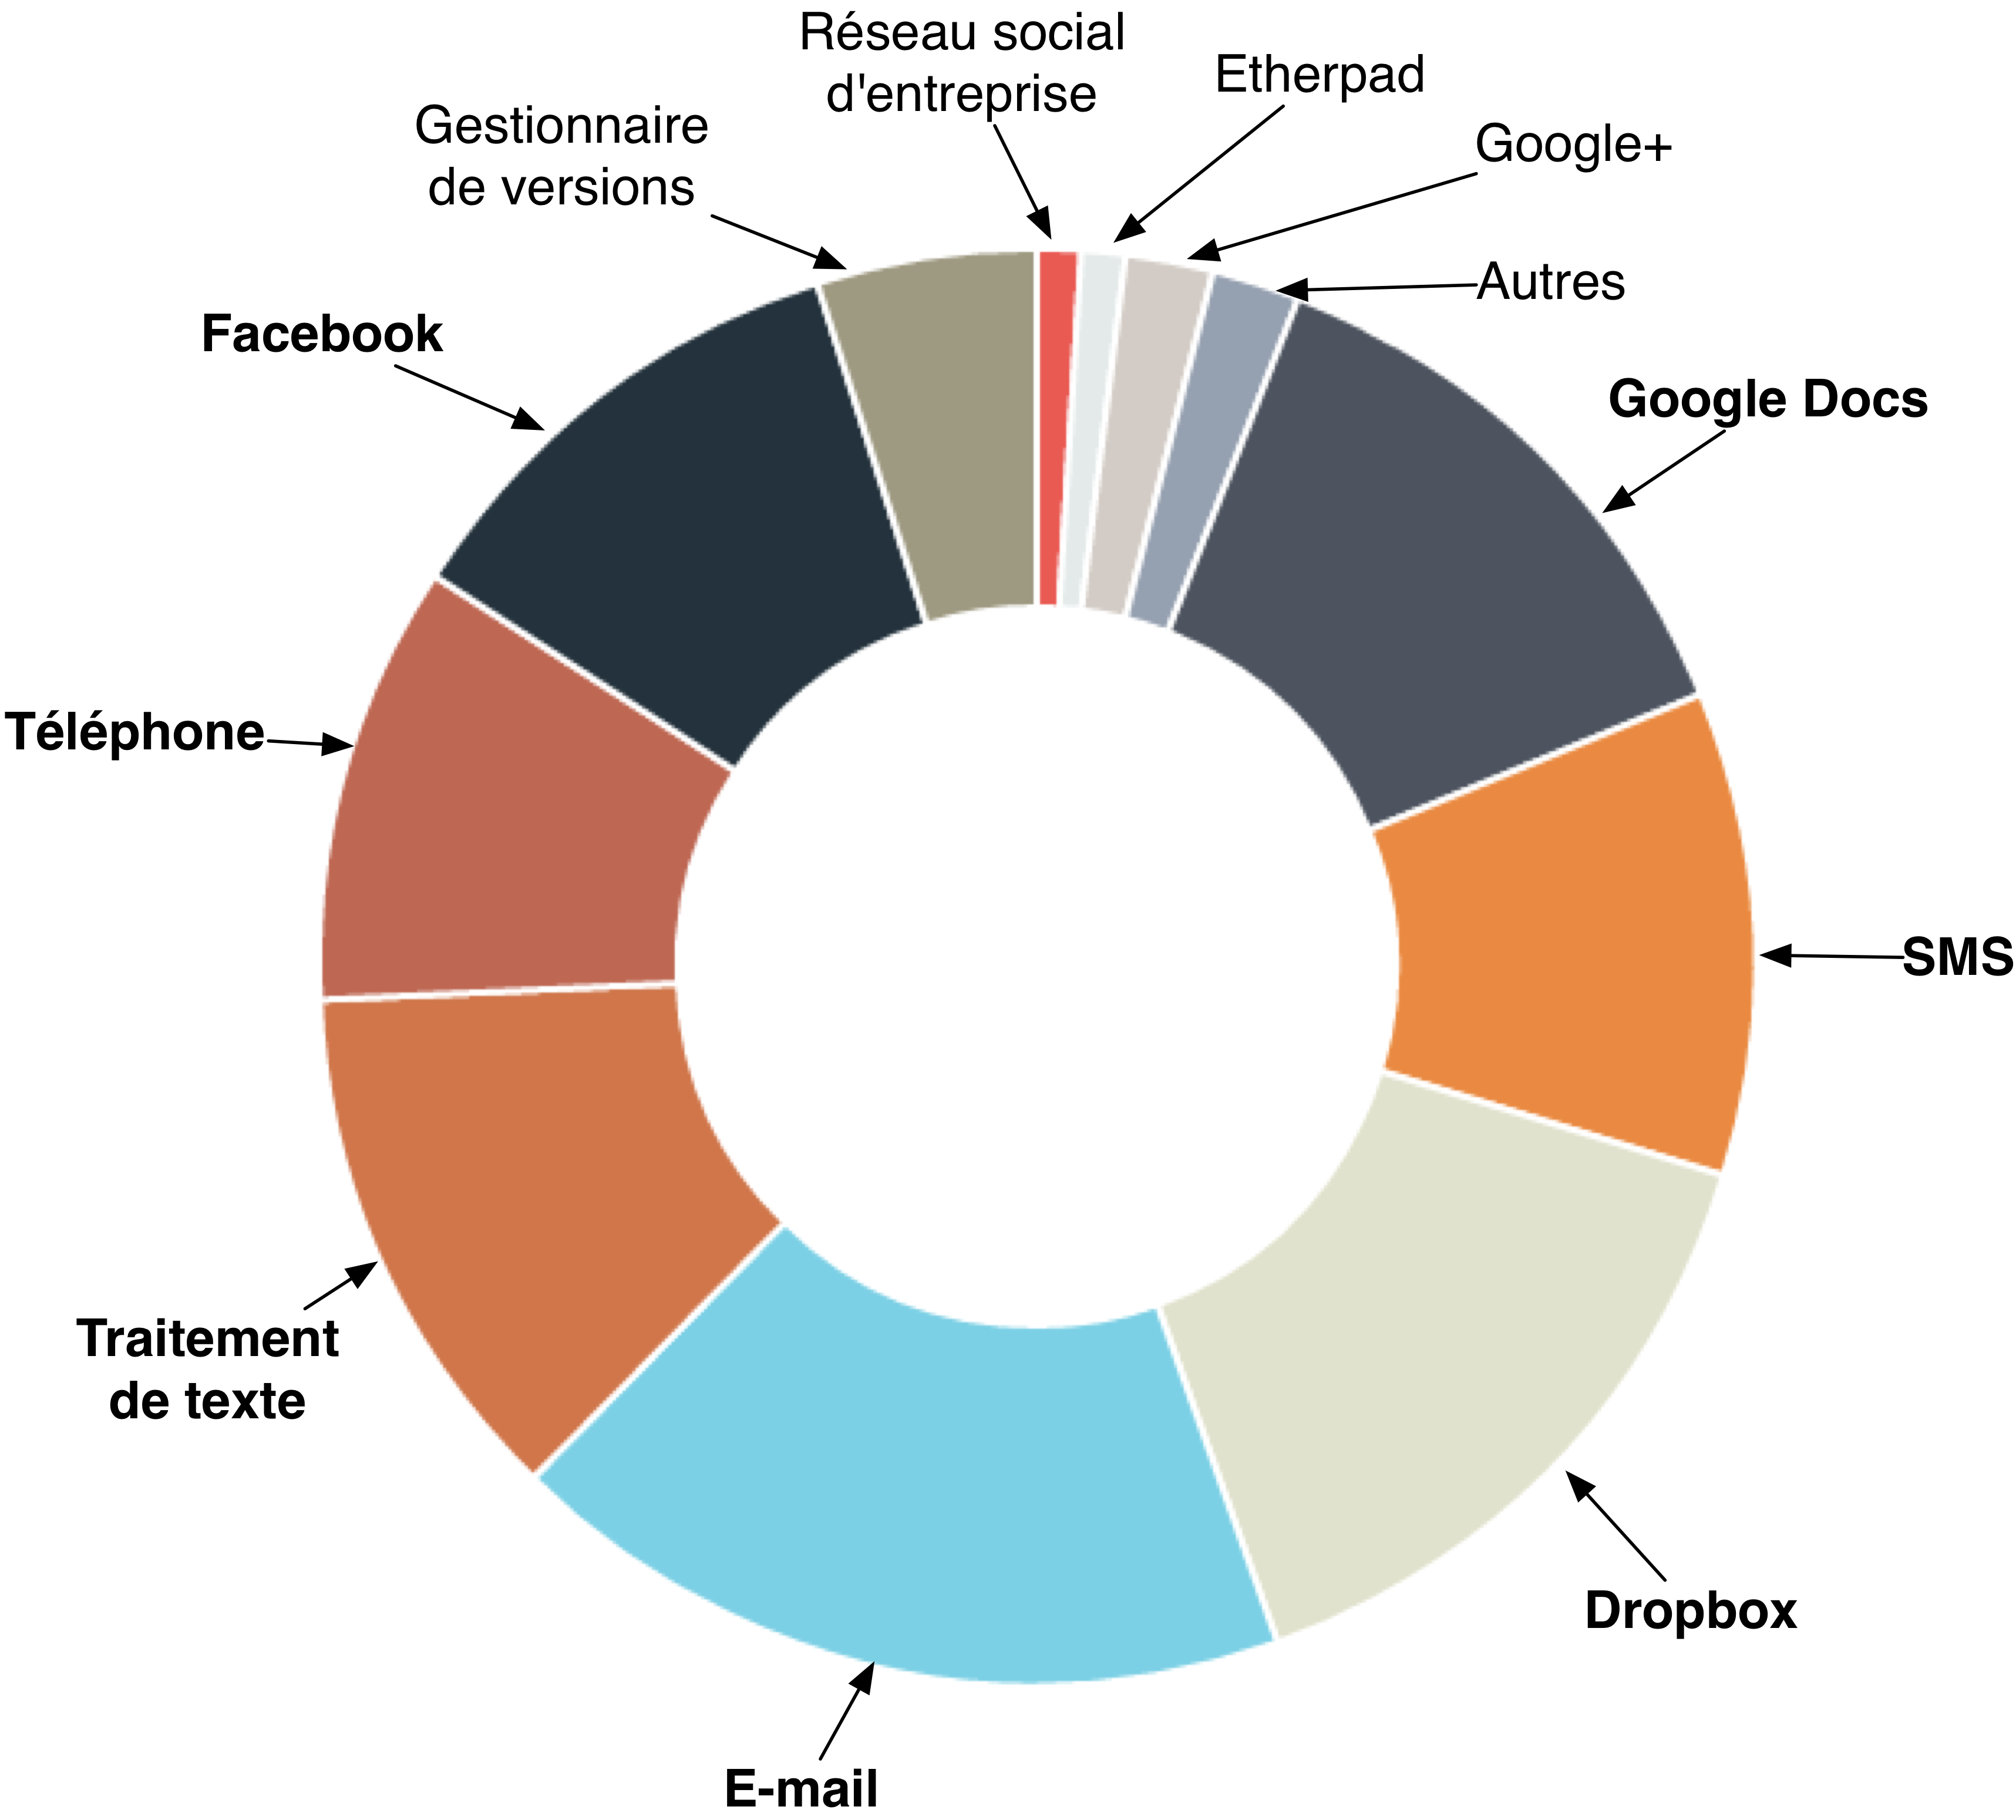 Réseau social
d'entreprise
Etherpad
Gestionnaire
de versions
Google+
Autres
Facebook
Google Docs
Téléphone
SMS
Traitement
de texte
Dropbox
E-mail